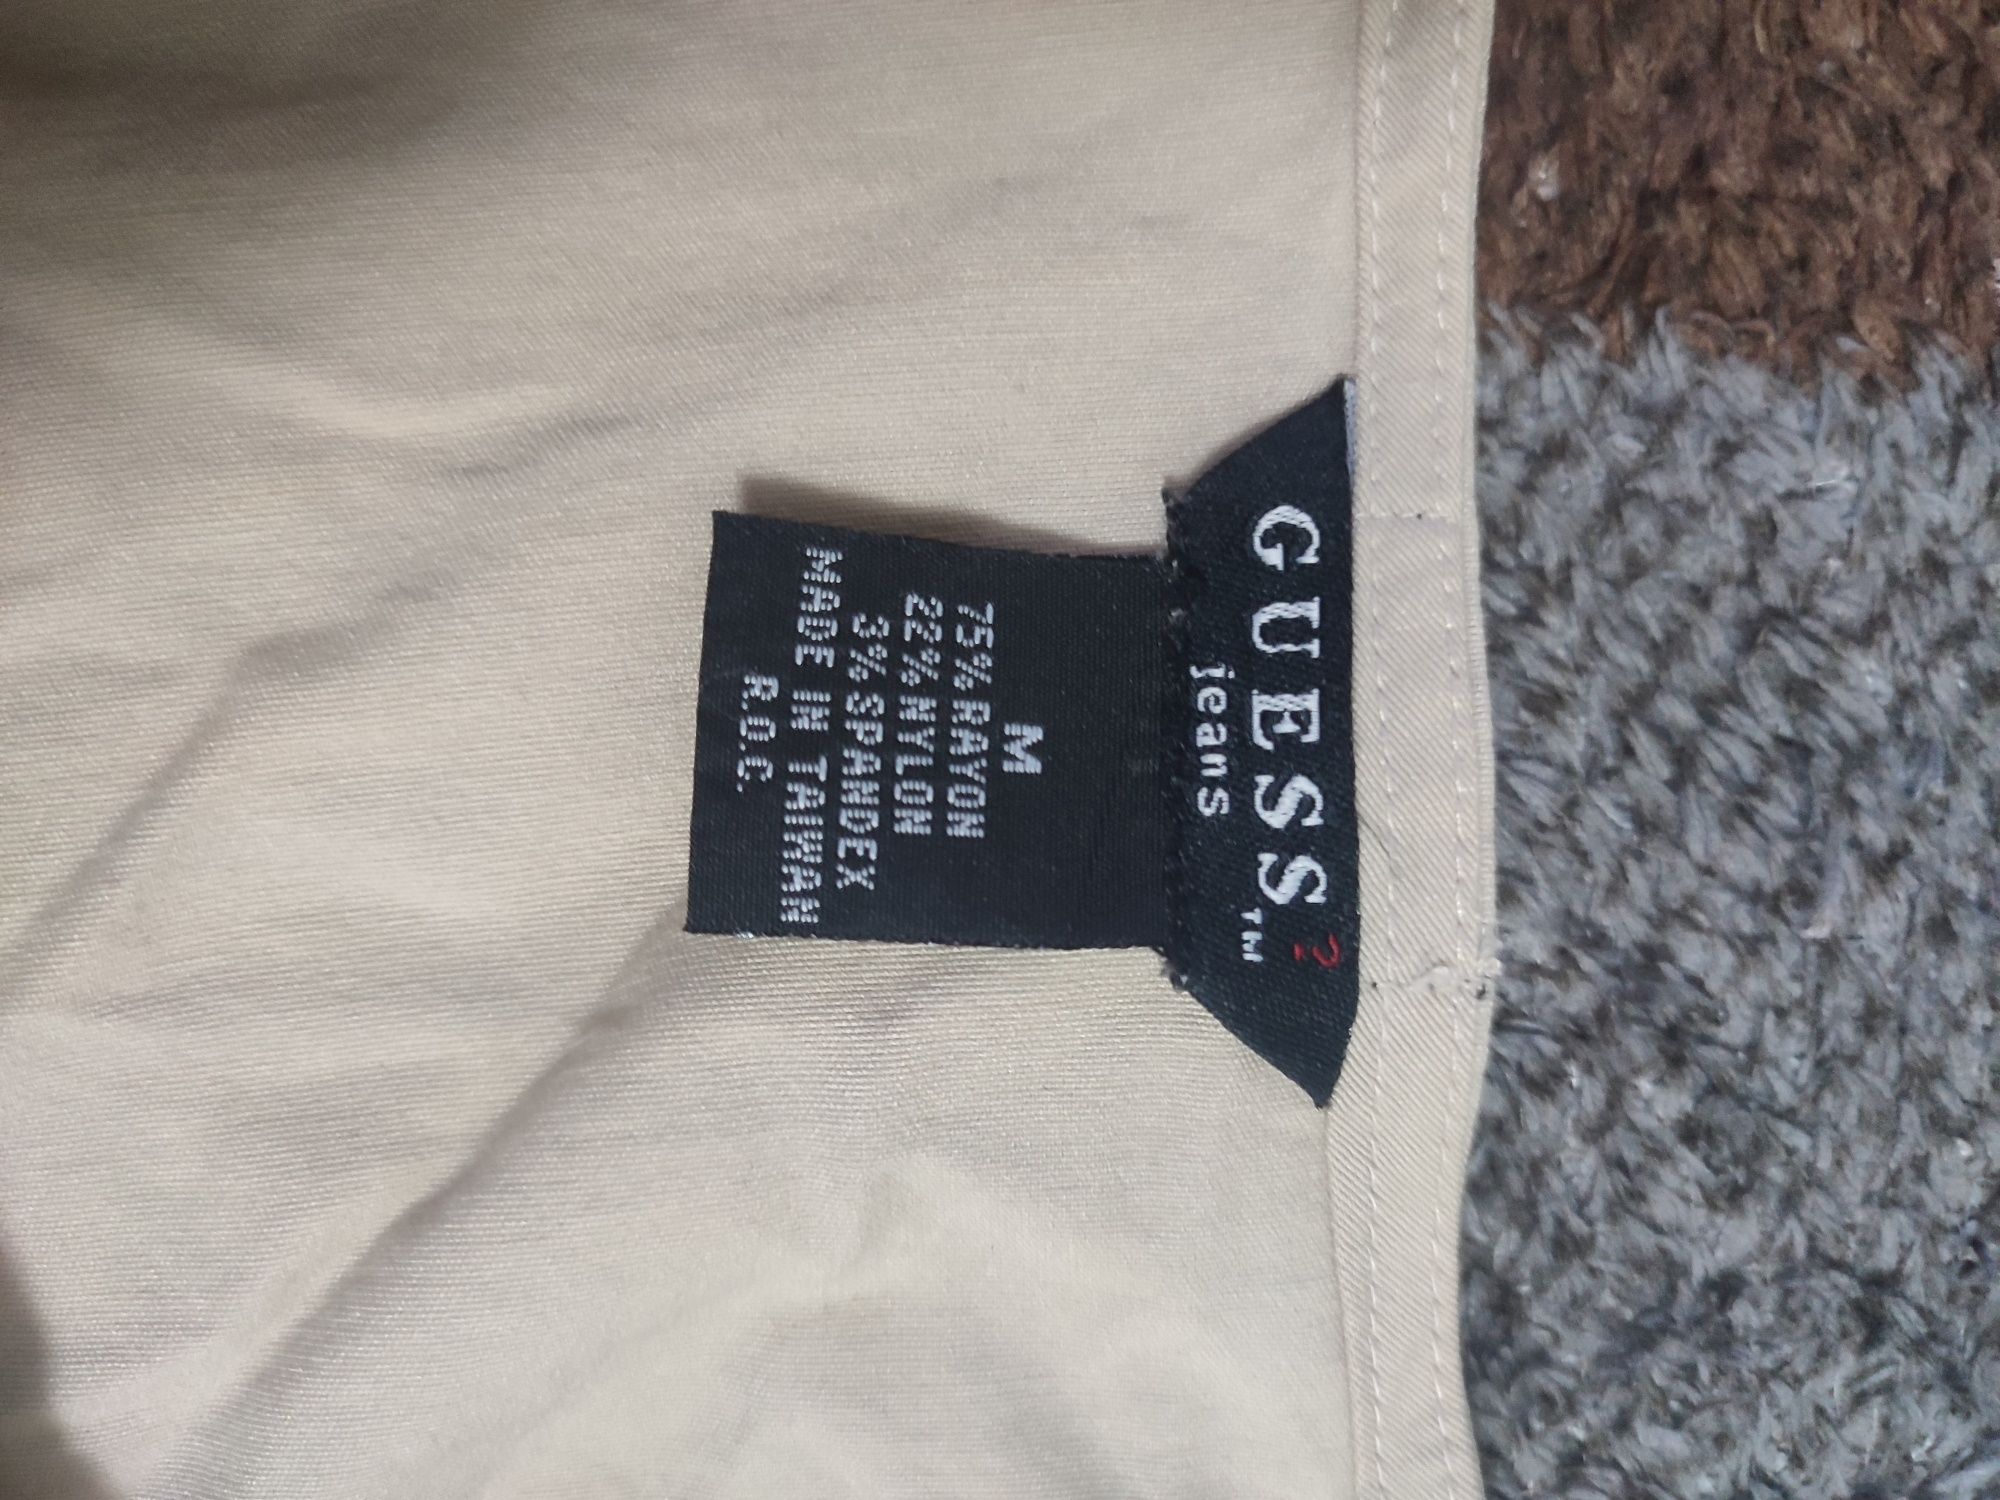 GUESS?™
jeans
M
75% RAYON
22% NYLON
3% SPANDEX
MADE IN TAIWAN
R.O.C.